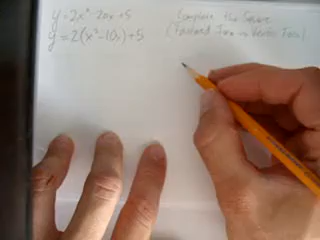 y = 2x² - 20x + 5
y = 2(x² - 10x) + 5
Complete the Square
(Standard Form → Vertex Form)